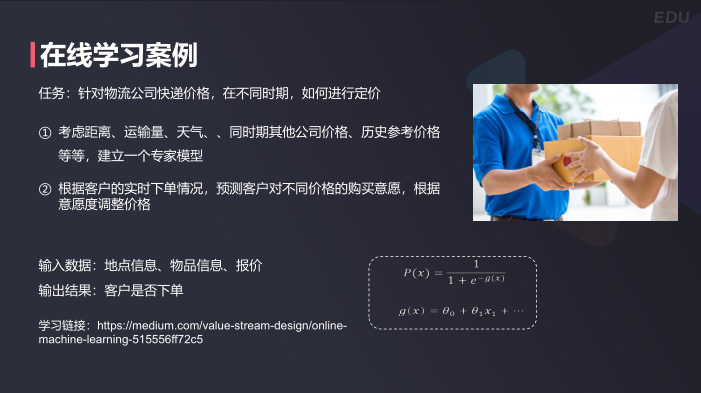 EDU
在线学习案例
任务：针对物流公司快递价格，在不同时期，如何进行定价
① 考虑距离、运输量、天气、、同时期其他公司价格、历史参考价格
等等，建立一个专家模型
② 根据客户的实时下单情况，预测客户对不同价格的购买意愿，根据
意愿度调整价格
输入数据：地点信息、物品信息、报价
输出结果：客户是否下单
学习链接：https://medium.com/value-stream-design/online-
machine-learning-515556ff72c5
P(x) = 1 / (1 + e^{-g(x)})
g(x) = θ₀ + θ₁x₁ + ⋯